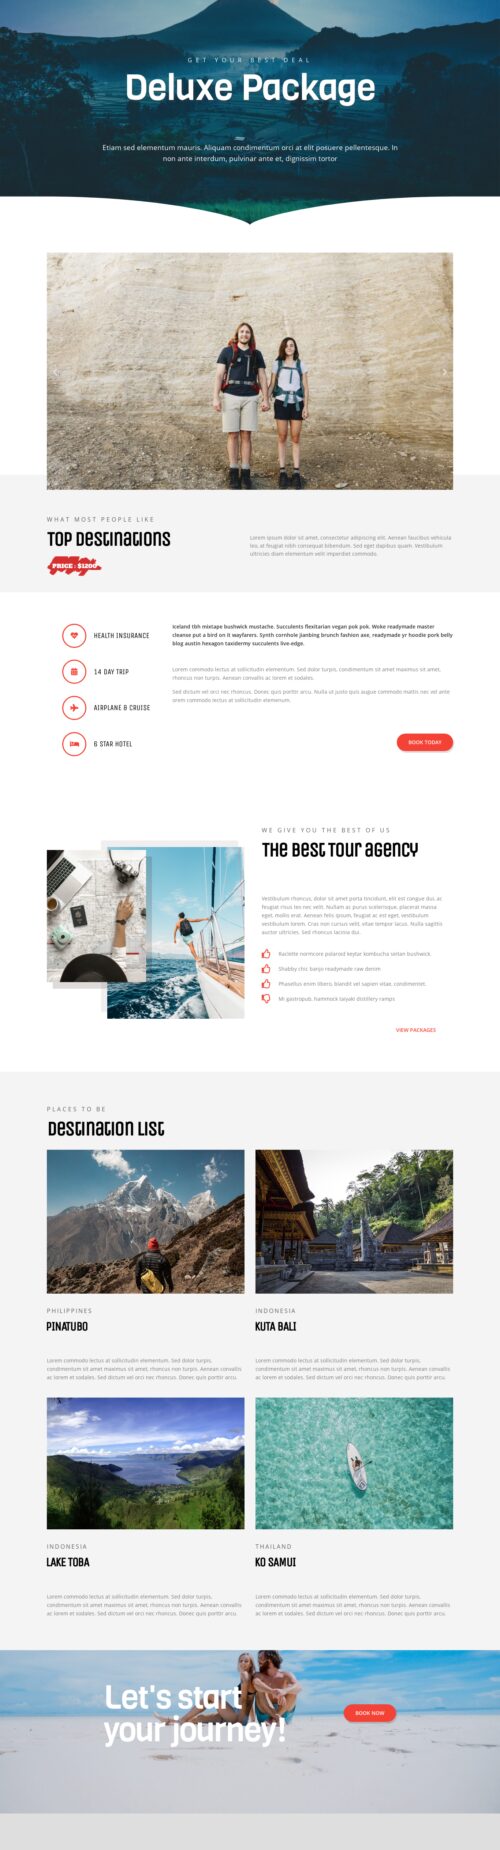 GET YOUR BEST DEAL
Deluxe Package
Etiam sed elementum mauris. Aliquam condimentum orci at elit posuere pellentesque. In
non ante interdum, pulvinar ante et, dignissim tortor
WHAT MOST PEOPLE LIKE
Top Destinations
PRICE : $1200
Lorem ipsum dolor sit amet, consectetur adipiscing elit. Aenean faucibus vehicula
leo, at feugiat nibh consequat bibendum. Sed eget dapibus quam. Vestibulum
ultricies diam elementum velit imperdiet commodo.
HEALTH INSURANCE
14 DAY TRIP
AIRPLANE & CRUISE
6 STAR HOTEL
Iceland tbh mixtape bushwick mustache. Succulents flexitarian vegan pok pok. Woke readymade master
cleanse put a bird on it wayfarers. Synth cornhole jianbing brunch fashion axe, readymade yr hoodie pork belly
blog austin hexagon taxidermy succulents live-edge.
Lorem commodo lectus at sollicitudin elementum. Sed dolor turpis, condimentum sit amet maximus sit amet,
rhoncus non turpis. Aenean convallis ac lorem et sodales.
Sed dictum vel orci nec rhoncus. Donec quis porttir arcu. Nulla ut justo quis augue commodo mattis nec vel ante
orem commodo lectus at sollicitudin elemenum.
BOOK TODAY
WE GIVE YOU THE BEST OF US
The Best Tour Agency
Vestibulum rhoncus, dolor sit amet porta tincidunt, elit est congue dui, ac
feugiat risus leo nec velit. Nullam ac purus scelerisque, placerat massa
eget, mollis erat. Aenean felis ipsum, feugiat ac est eget, vestibulum
vestibulum lorem. Cras non cursus velit, vitae tempor lacus. Nulla sagittis
auctor ultricies. Sed rhoncus lacinia dui.
Raclette normcore polaroid keytar kombucha seitan bushwick.
Shabby chic banjo readymade raw denim
Phasellus enim libero, blandit vel sapien vitae, condimentet.
Mi gastropub, hammock taiyaki distillery ramps
VIEW PACKAGES
PLACES TO BE
Destination List
PHILIPPINES
PINATUBO
Lorem commodo lectus at sollicitudin elementum. Sed dolor turpis,
condimentum sit amet maximus sit amet, rhoncus non turpis. Aenean convallis
ac lorem et sodales. Sed dictum vel orci nec rhoncus. Donec quis porttir arcu.
INDONESIA
KUTA BALI
Lorem commodo lectus at sollicitudin elementum. Sed dolor turpis,
condimentum sit amet maximus sit amet, rhoncus non turpis. Aenean convallis
ac lorem et sodales. Sed dictum vel orci nec rhoncus. Donec quis porttir arcu.
INDONESIA
LAKE TOBA
Lorem commodo lectus at sollicitudin elementum. Sed dolor turpis,
condimentum sit amet maximus sit amet, rhoncus non turpis. Aenean convallis
ac lorem et sodales. Sed dictum vel orci nec rhoncus. Donec quis porttir arcu.
THAILAND
KO SAMUI
Lorem commodo lectus at sollicitudin elementum. Sed dolor turpis,
condimentum sit amet maximus sit amet, rhoncus non turpis. Aenean convallis
ac lorem et sodales. Sed dictum vel orci nec rhoncus. Donec quis porttir arcu.
Let's start
your journey!
BOOK NOW